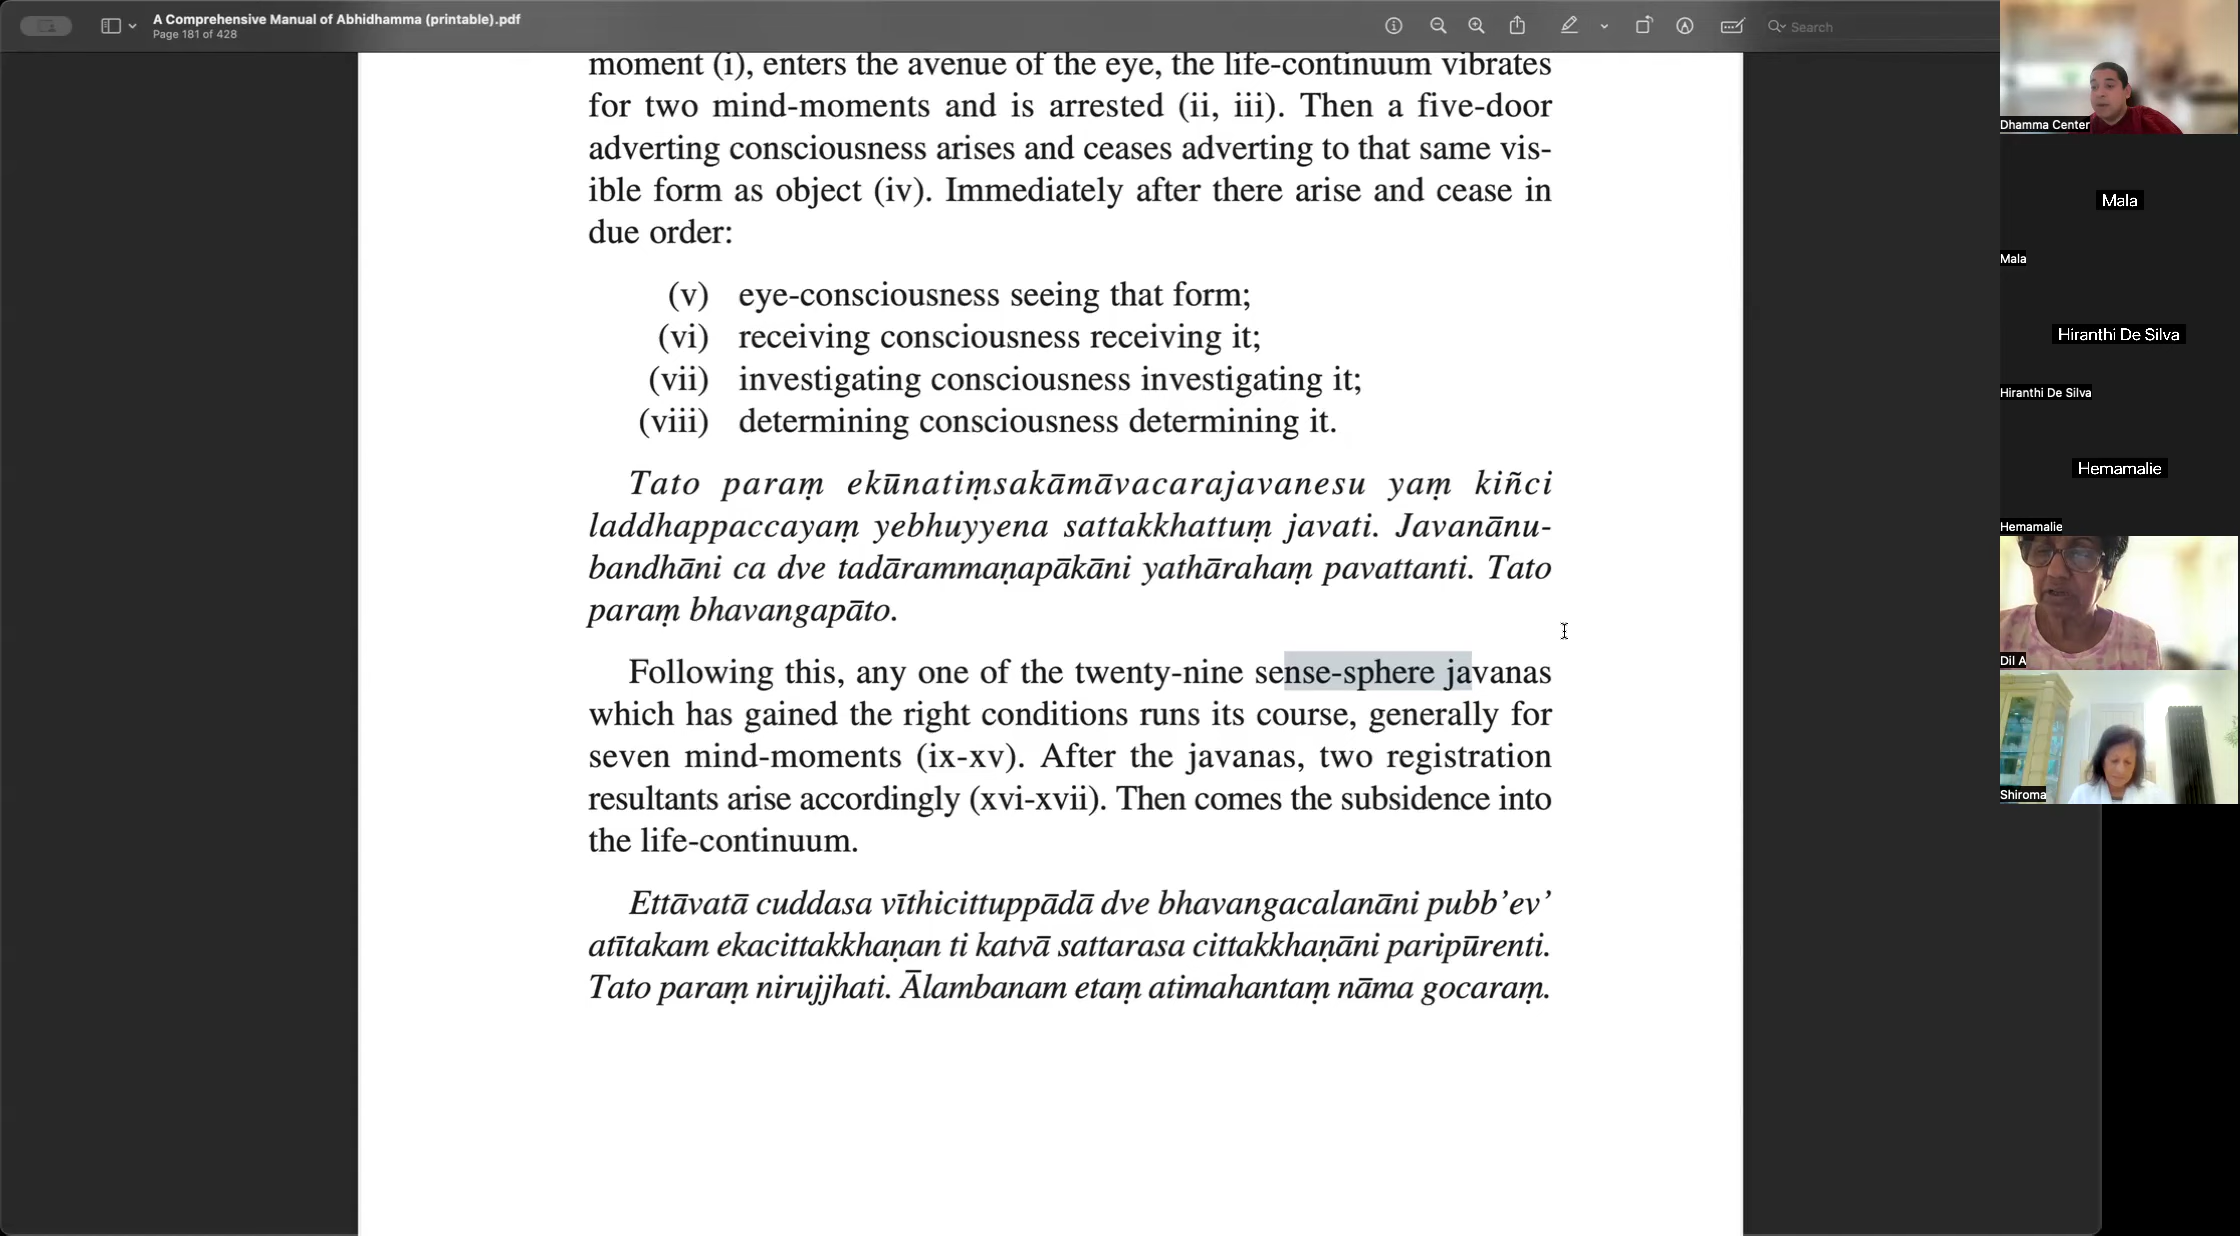 A Comprehensive Manual of Abhidhamma (printable).pdf
Page 181 of 428
Search
moment (i), enters the avenue of the eye, the life-continuum vibrates
for two mind-moments and is arrested (ii, iii). Then a five-door
adverting consciousness arises and ceases adverting to that same vis-
ible form as object (iv). Immediately after there arise and cease in
due order:
(v) eye-consciousness seeing that form;
(vi) receiving consciousness receiving it;
(vii) investigating consciousness investigating it;
(viii) determining consciousness determining it.
Tato paraṃ ekūnatiṃsakāmāvacarajavanesu yaṃ kiñci
laddhappaccayaṃ yebhuyyena sattakkhattuṃ javati. Javanānu-
bandhāni ca dve tadārammaṇapākāni yathārahaṃ pavattanti. Tato
paraṃ bhavangapāto.
Following this, any one of the twenty-nine sense-sphere javanas
which has gained the right conditions runs its course, generally for
seven mind-moments (ix-xv). After the javanas, two registration
resultants arise accordingly (xvi-xvii). Then comes the subsidence into
the life-continuum.
Ettāvatā cuddasa vīthicittuppādā dve bhavangacalanāni pubb’ev’
atītakam ekacittakkhaṇan ti katvā sattarasa cittakkhaṇāni paripūrenti.
Tato paraṃ nirujjhati. Ālambanam etaṃ atimahantaṃ nāma gocaraṃ.
Dhamma Center
Mala
Mala
Hiranthi De Silva
Hiranthi De Silva
Hemamalie
Hemamalie
Dil A
Shiroma